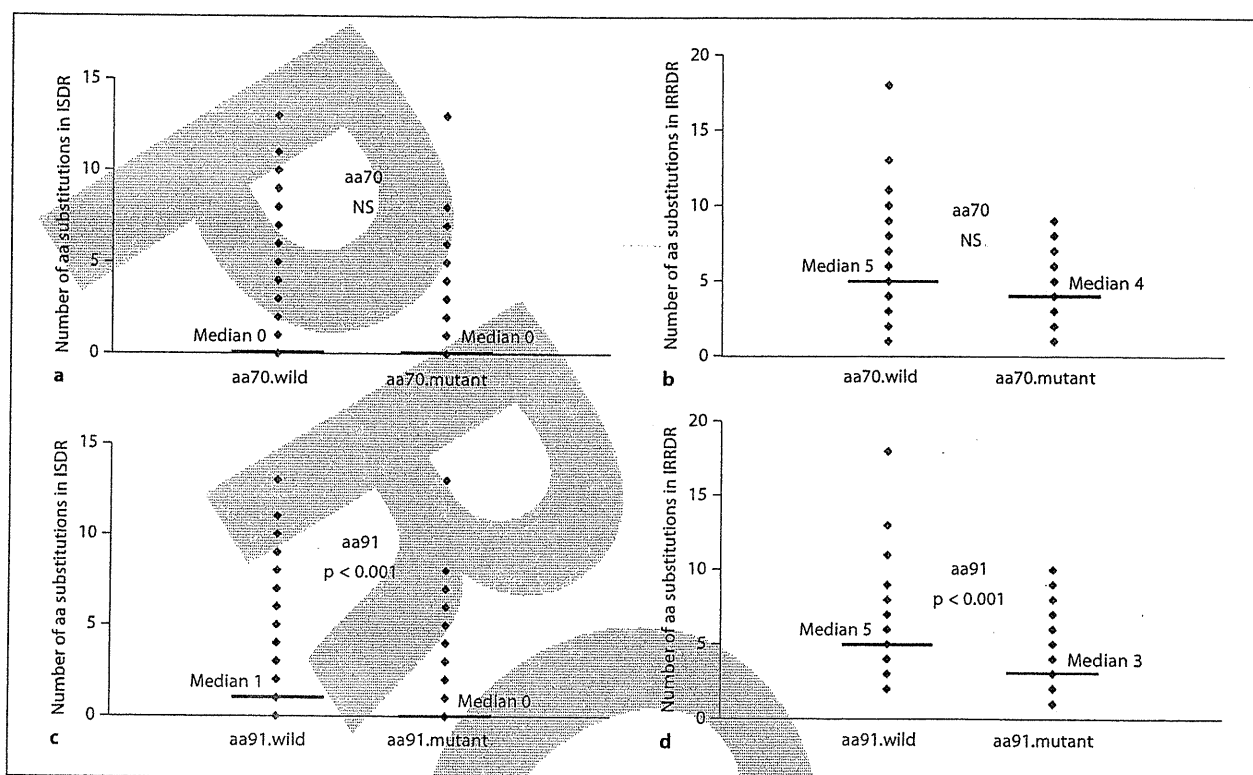 Number of aa substitutions in ISDR
15
10
5
0
aa70
NS
Median 0
Median 0
aa70.wild
aa70.mutant
a
Number of aa substitutions in IRRDR
20
15
10
5
0
aa70
NS
Median 5
Median 4
aa70.wild
aa70.mutant
b
Number of aa substitutions in ISDR
15
10
5
0
aa91
p < 0.001
Median 1
Median 0
aa91.wild
aa91.mutant
c
Number of aa substitutions in IRRDR
20
15
10
5
0
aa91
p < 0.001
Median 5
Median 3
aa91.wild
aa91.mutant
d